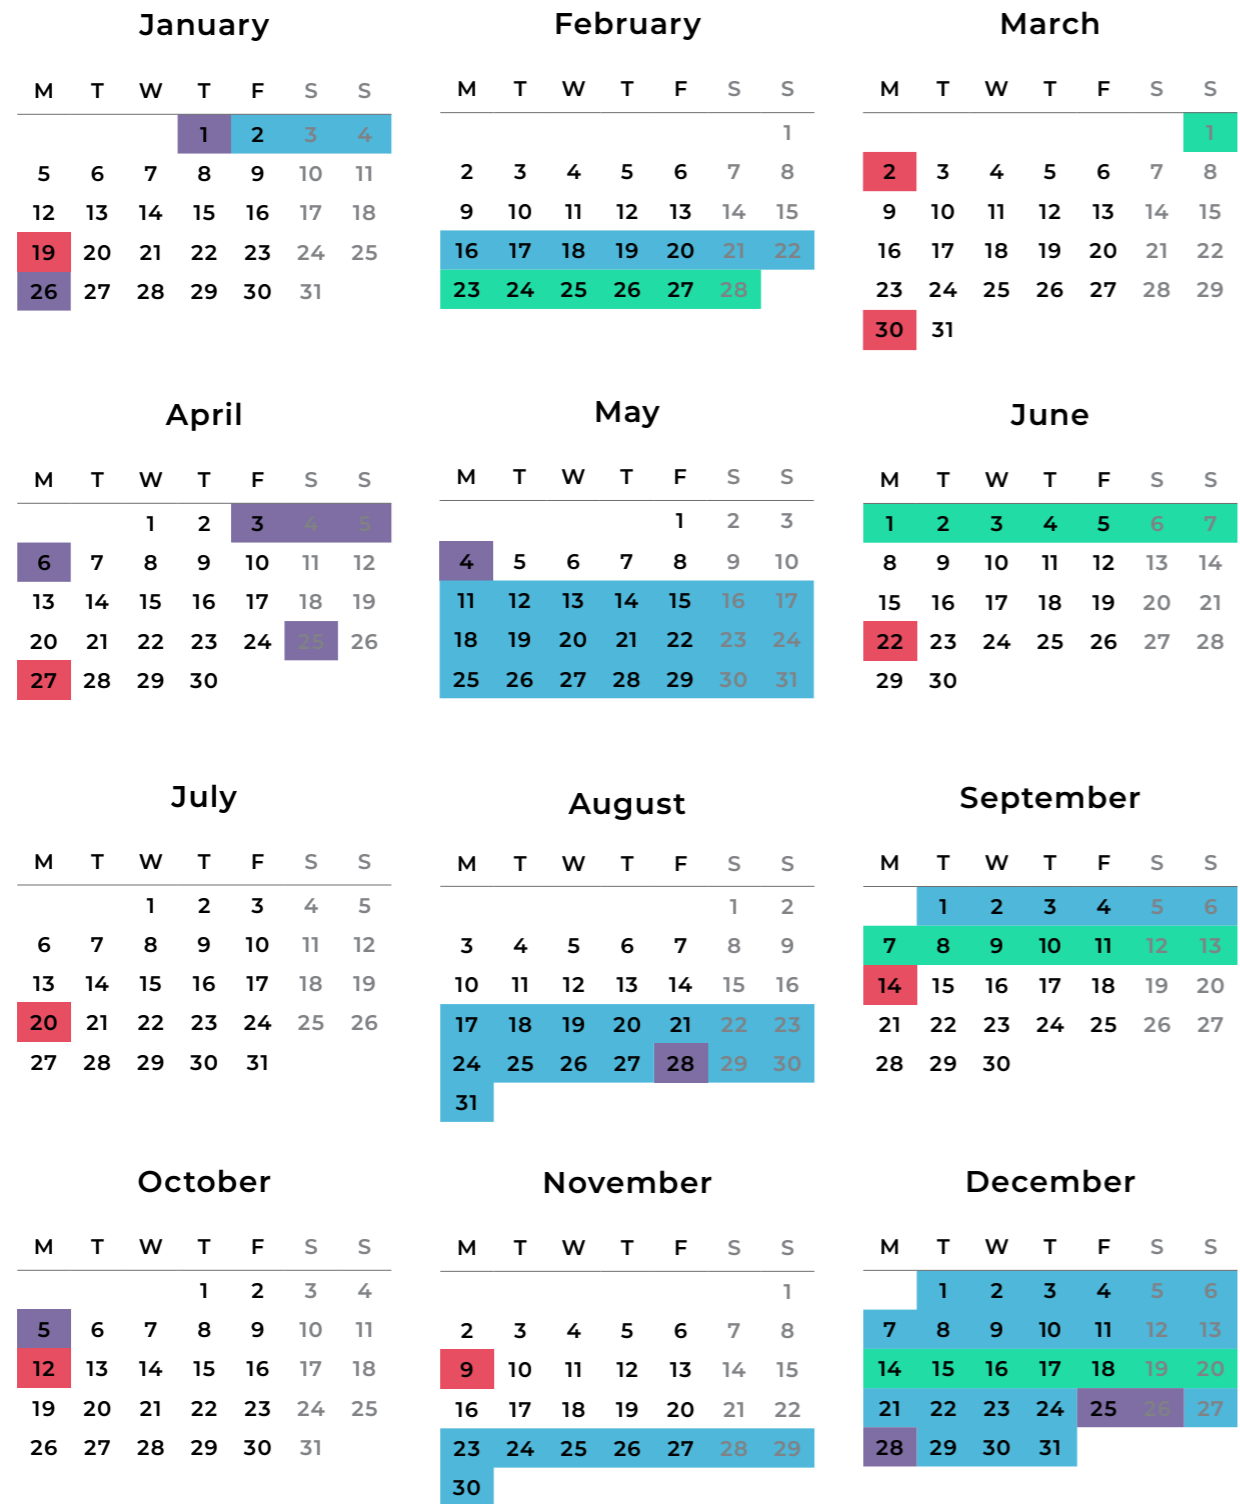 January
M T W T F S S
1 2 3 4
5 6 7 8 9 10 11
12 13 14 15 16 17 18
19 20 21 22 23 24 25
26 27 28 29 30 31
February
M T W T F S S
1
2 3 4 5 6 7 8
9 10 11 12 13 14 15
16 17 18 19 20 21 22
23 24 25 26 27 28
March
M T W T F S S
1
2 3 4 5 6 7 8
9 10 11 12 13 14 15
16 17 18 19 20 21 22
23 24 25 26 27 28 29
30 31
April
M T W T F S S
1 2 3 4 5
6 7 8 9 10 11 12
13 14 15 16 17 18 19
20 21 22 23 24 25 26
27 28 29 30
May
M T W T F S S
1 2 3
4 5 6 7 8 9 10
11 12 13 14 15 16 17
18 19 20 21 22 23 24
25 26 27 28 29 30 31
June
M T W T F S S
1 2 3 4 5 6 7
8 9 10 11 12 13 14
15 16 17 18 19 20 21
22 23 24 25 26 27 28
29 30
July
M T W T F S S
1 2 3 4 5
6 7 8 9 10 11 12
13 14 15 16 17 18 19
20 21 22 23 24 25 26
27 28 29 30 31
August
M T W T F S S
1 2
3 4 5 6 7 8 9
10 11 12 13 14 15 16
17 18 19 20 21 22 23
24 25 26 27 28 29 30
31
September
M T W T F S S
1 2 3 4 5 6
7 8 9 10 11 12 13
14 15 16 17 18 19 20
21 22 23 24 25 26 27
28 29 30
October
M T W T F S S
1 2 3 4
5 6 7 8 9 10 11
12 13 14 15 16 17 18
19 20 21 22 23 24 25
26 27 28 29 30 31
November
M T W T F S S
1
2 3 4 5 6 7 8
9 10 11 12 13 14 15
16 17 18 19 20 21 22
23 24 25 26 27 28 29
30
December
M T W T F S S
1 2 3 4 5 6
7 8 9 10 11 12 13
14 15 16 17 18 19 20
21 22 23 24 25 26 27
28 29 30 31